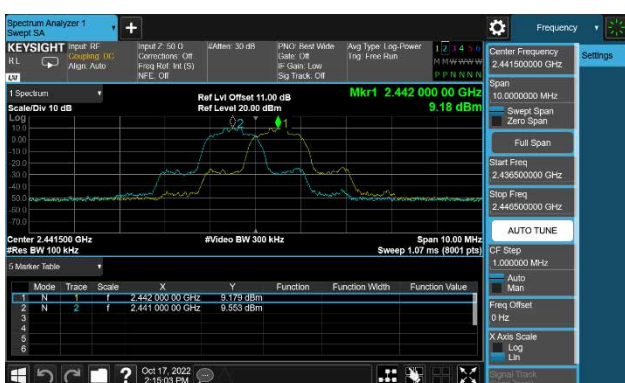 Spectrum Analyzer 1
Swept SA
+
Frequency
KEYSIGHT
RL
Input: RF
Coupling: DC
Align: Auto
Input Z: 50 Ω
Corrections: Off
Freq Ref: Int (S)
NFE: Off
#Atten: 30 dB
PNO: Best Wide
Gate: Off
IF Gain: Low
Sig Track: Off
Avg Type: Log-Power
Trig: Free Run
1 2 3 4 5 6
M M W W W W
P P N N N N
Settings
Center Frequency
2.441500000 GHz
Span
10.0000000 MHz
Swept Span
Zero Span
Full Span
Start Freq
2.436500000 GHz
Stop Freq
2.446500000 GHz
AUTO TUNE
CF Step
1.000000 MHz
Auto
Man
Freq Offset
0 Hz
X Axis Scale
Log
Lin
Signal Track
1 Spectrum
Scale/Div 10 dB
Ref Lvl Offset 11.00 dB
Ref Level 20.00 dBm
Mkr1 2.442 000 00 GHz
9.18 dBm
Log
10.0
0.00
-10.0
-20.0
-30.0
-40.0
-50.0
-60.0
-70.0
2
1
Center 2.441500 GHz
#Res BW 100 kHz
#Video BW 300 kHz
Span 10.00 MHz
Sweep 1.07 ms (8001 pts)
5 Marker Table
Mode Trace Scale X Y Function Function Width Function Value
1 N 1 f 2.442 000 00 GHz 9.179 dBm
2 N 2 f 2.441 000 00 GHz 9.553 dBm
3
4
5
6
?
Oct 17, 2022
2:15:03 PM